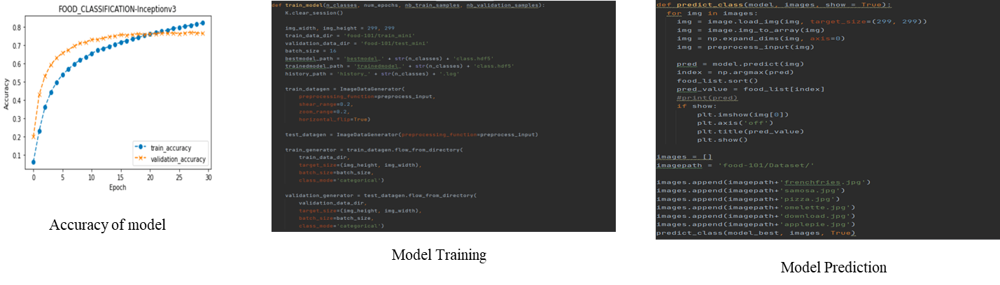 FOOD_CLASSIFICATION-Inceptionv3
0.8
0.7
0.6
0.5
0.4
0.3
0.2
0.1
Accuracy
train_accuracy
validation_accuracy
0 5 10 15 20 25 30
Epoch
Accuracy of model
def train_model(n_classes, num_epochs, nb_train_samples, nb_validation_samples):
K.clear_session()
img_width, img_height = 299, 299
train_data_dir = 'food-101/train_mini'
validation_data_dir = 'food-101/test_mini'
batch_size = 16
bestmodel_path = 'bestmodel_' + str(n_classes) + 'class.hdf5'
trainedmodel_path = 'trainedmodel_' + str(n_classes) + 'class.hdf5'
history_path = 'history_' + str(n_classes) + '.log'
train_datagen = ImageDataGenerator(
preprocessing_function=preprocess_input,
shear_range=0.2,
zoom_range=0.2,
horizontal_flip=True)
test_datagen = ImageDataGenerator(preprocessing_function=preprocess_input)
train_generator = train_datagen.flow_from_directory(
train_data_dir,
target_size=(img_height, img_width),
batch_size=batch_size,
class_mode='categorical')
validation_generator = test_datagen.flow_from_directory(
validation_data_dir,
target_size=(img_height, img_width),
batch_size=batch_size,
class_mode='categorical')
Model Training
def predict_class(model, images, show = True):
for img in images:
img = image.load_img(img, target_size=(299, 299))
img = image.img_to_array(img)
img = np.expand_dims(img, axis=0)
img = preprocess_input(img)
pred = model.predict(img)
index = np.argmax(pred)
food_list.sort()
pred_value = food_list[index]
#print(pred)
if show:
plt.imshow(img[0])
plt.axis('off')
plt.title(pred_value)
plt.show()
images = []
imagepath = 'food-101/Dataset/'
images.append(imagepath+'frenchfries.jpg')
images.append(imagepath+'samosa.jpg')
images.append(imagepath+'pizza.jpg')
images.append(imagepath+'omelette.jpg')
images.append(imagepath+'download.jpg')
images.append(imagepath+'applepie.jpg')
predict_class(model_best, images, True)
Model Prediction